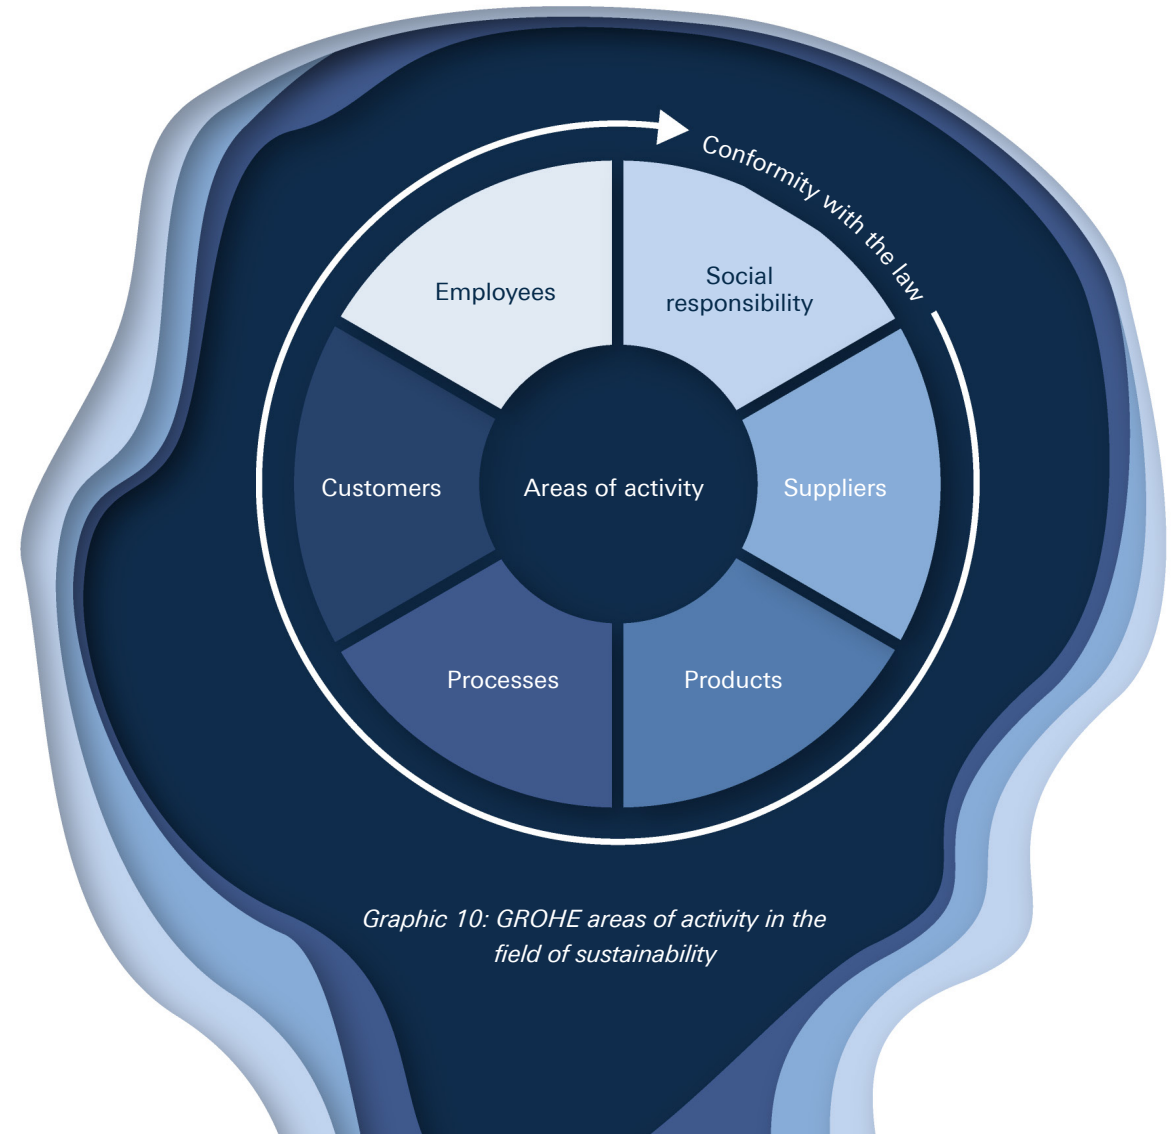 Conformity with the law
Employees
Social
responsibility
Customers
Areas of activity
Suppliers
Processes
Products
Graphic 10: GROHE areas of activity in the
field of sustainability